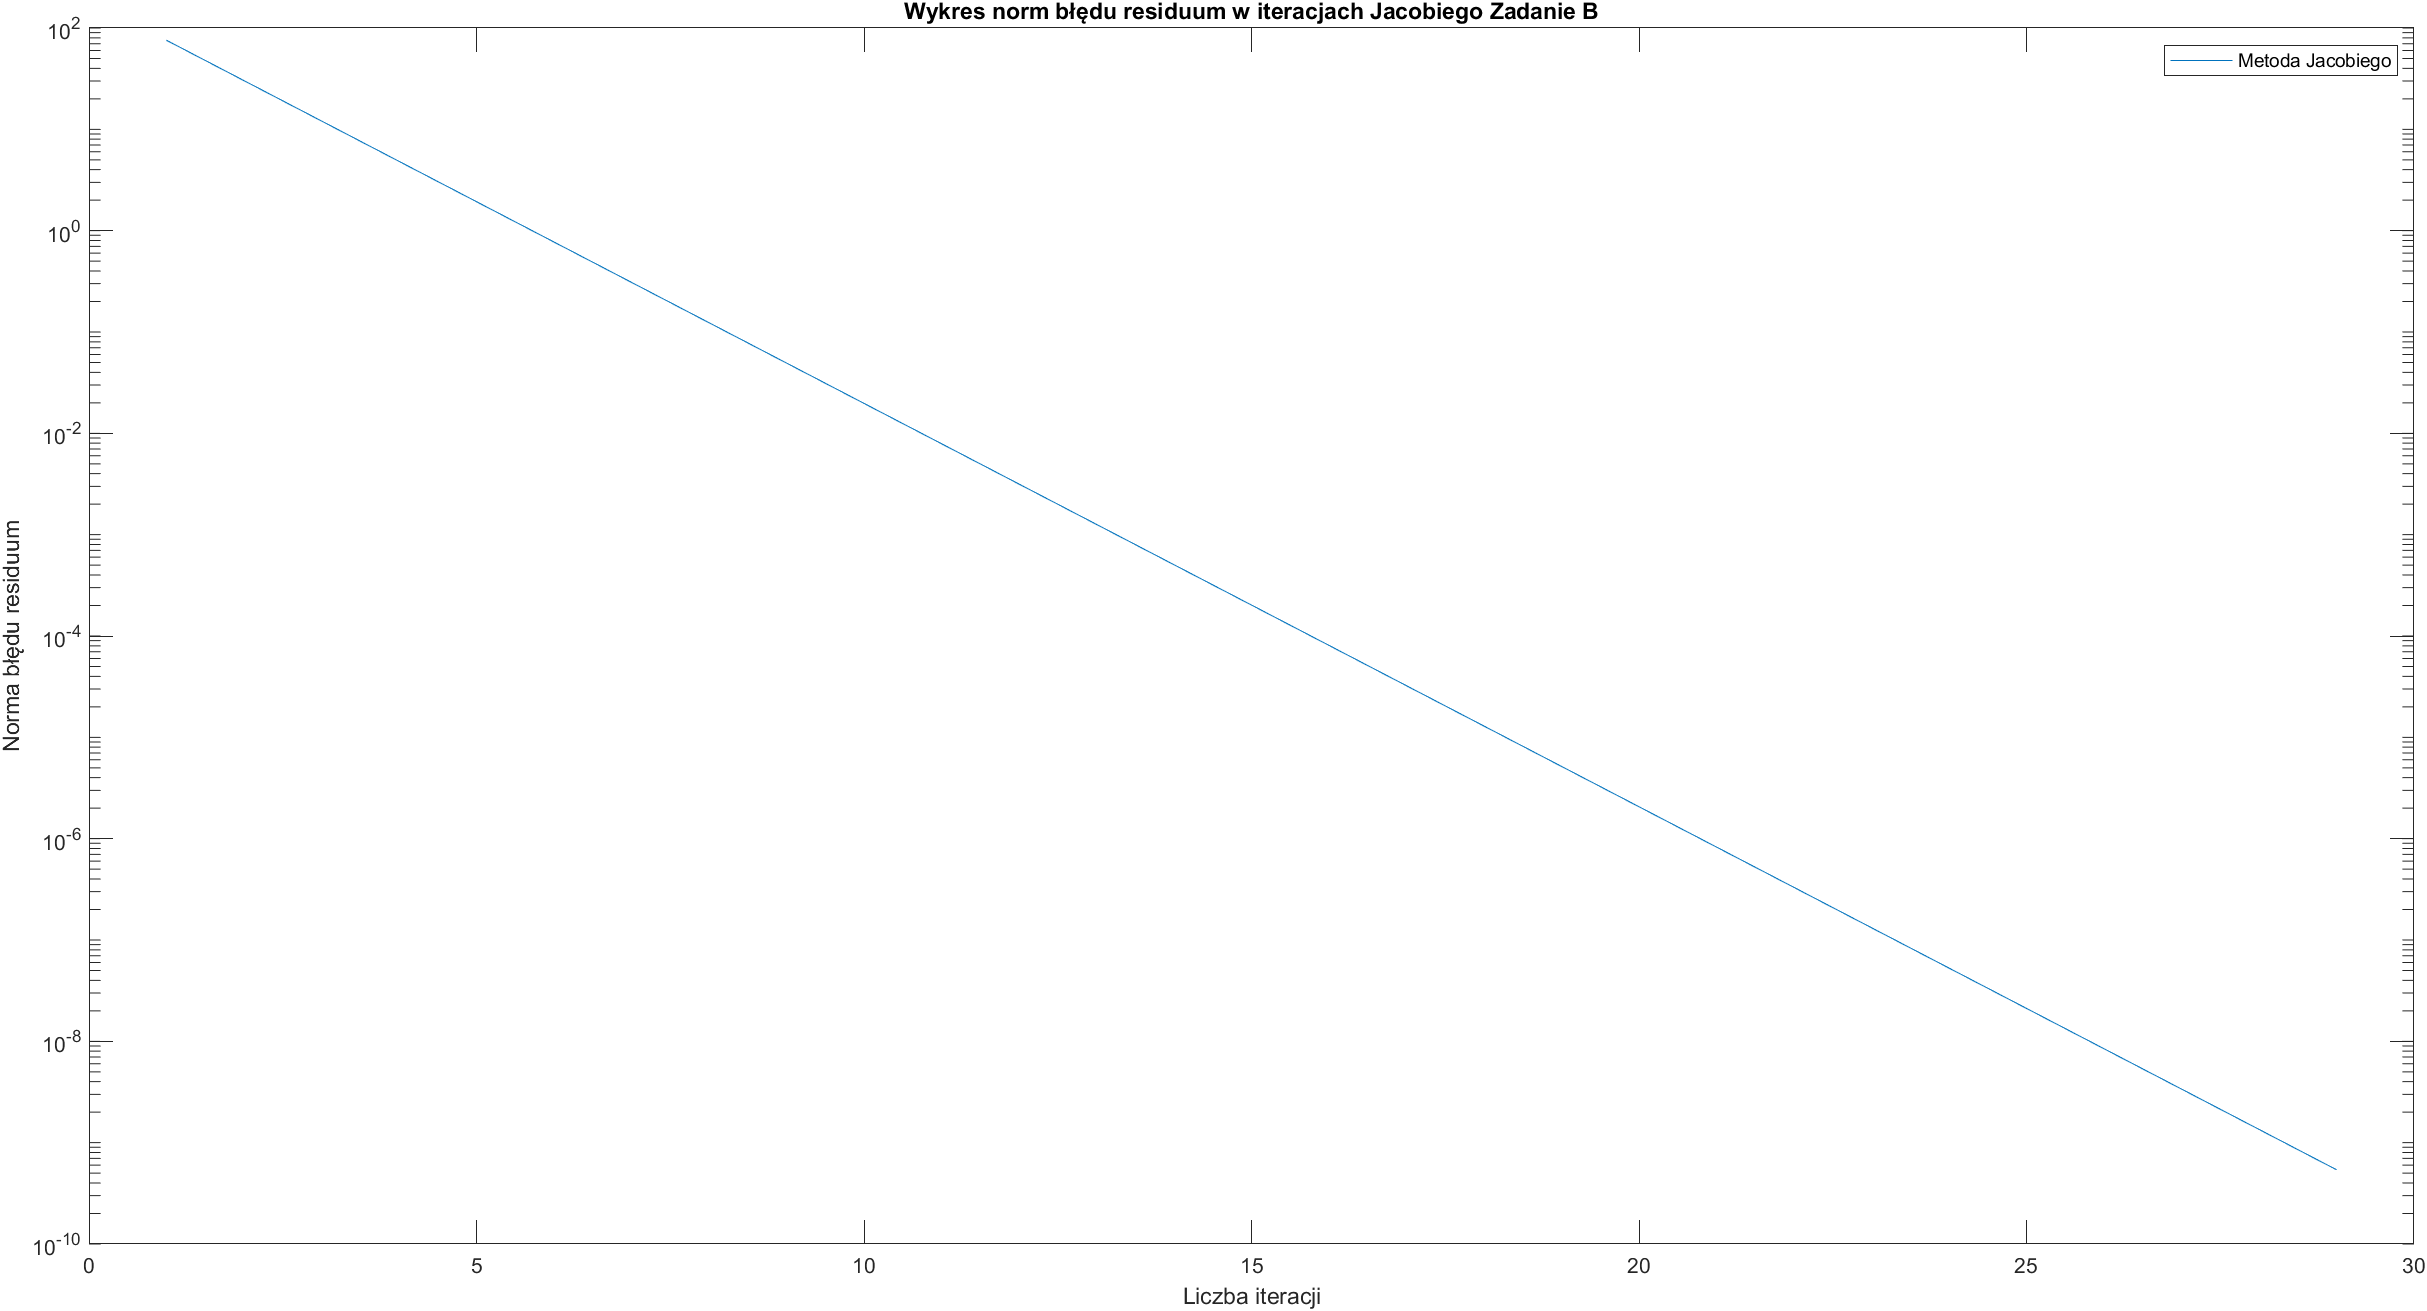 Wykres norm błędu residuum w iteracjach Jacobiego Zadanie B
Metoda Jacobiego
10^2
10^0
10^-2
10^-4
10^-6
10^-8
10^-10
Norma błędu residuum
0 5 10 15 20 25 30
Liczba iteracji